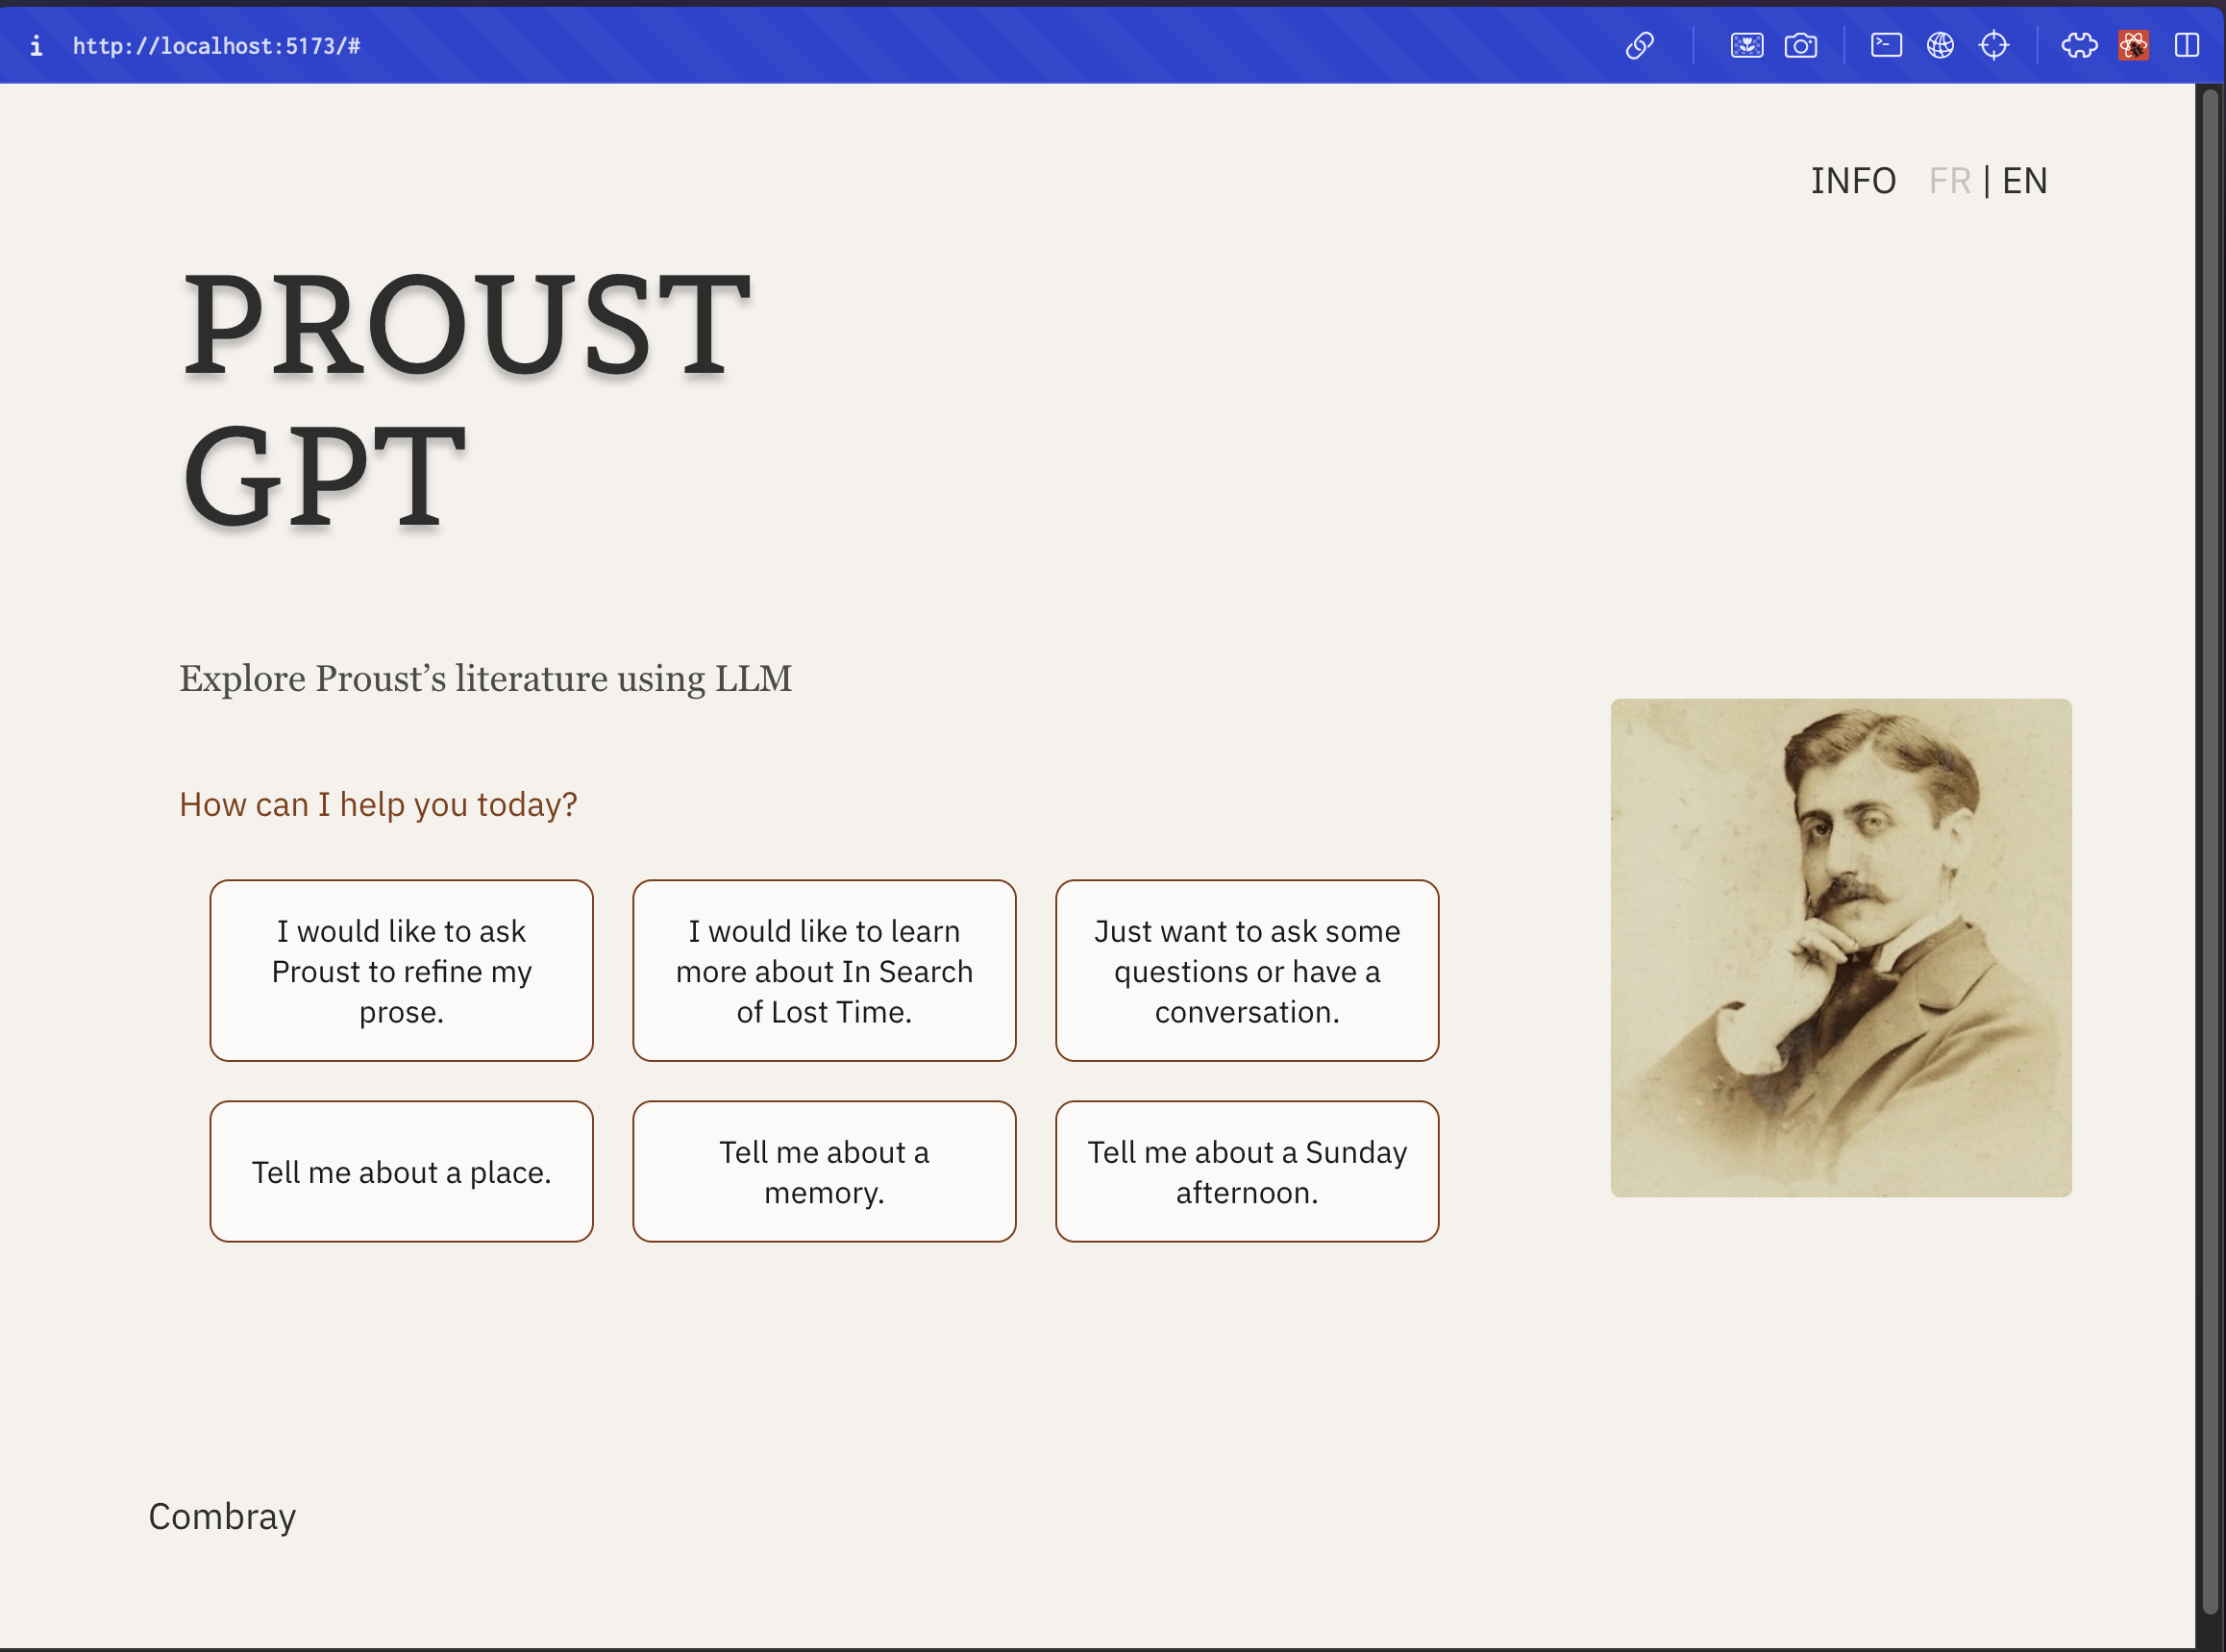 http://localhost:5173/#
INFO FR | EN
PROUST
GPT
Explore Proust’s literature using LLM
How can I help you today?
I would like to ask
Proust to refine my
prose.
I would like to learn
more about In Search
of Lost Time.
Just want to ask some
questions or have a
conversation.
Tell me about a place.
Tell me about a
memory.
Tell me about a Sunday
afternoon.
Combray